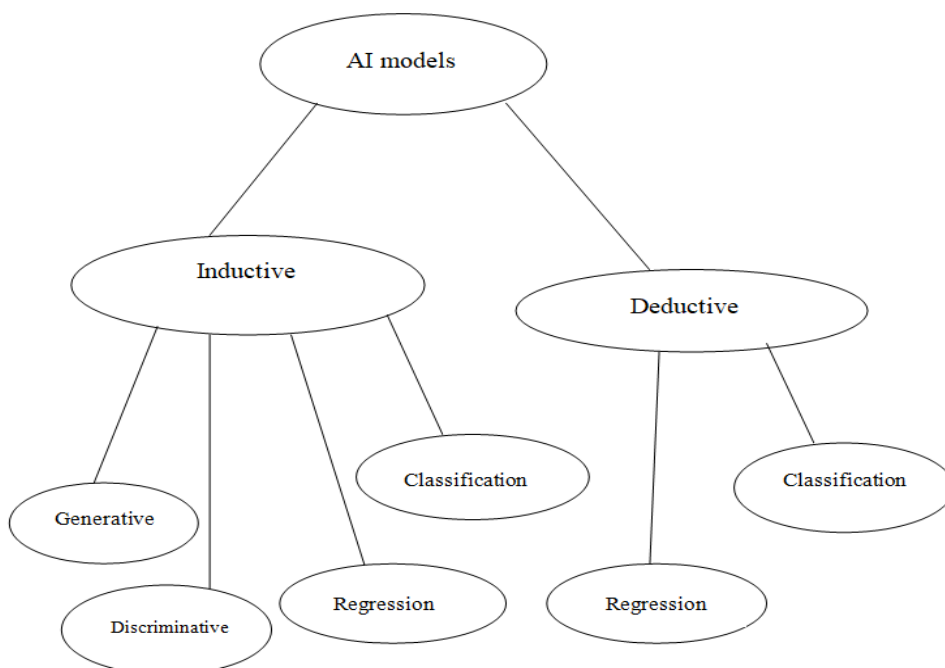 AI models
Inductive
Deductive
Classification
Classification
Generative
Regression
Regression
Discriminative